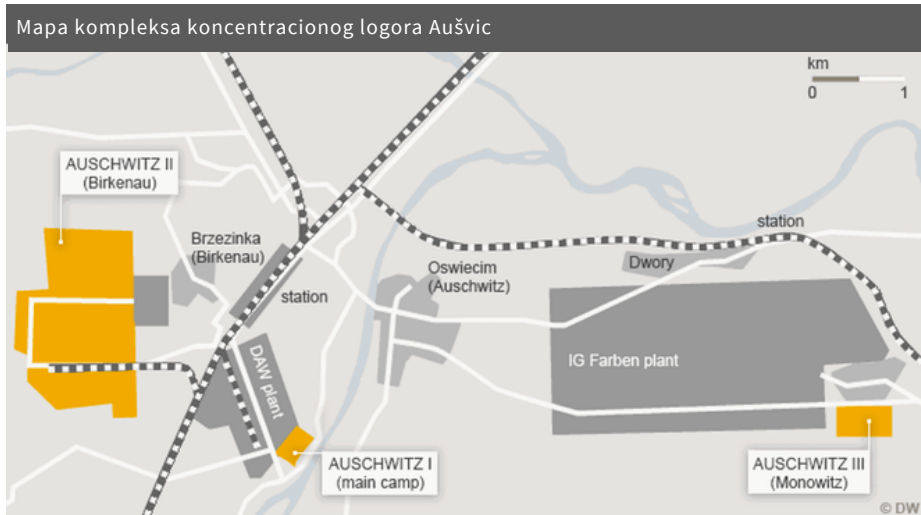 Mapa kompleksa koncentracionog logora Aušvic
km
0 1
AUSCHWITZ II
(Birkenau)
Brzezinka
(Birkenau)
station
Oswiecim
(Auschwitz)
station
Dwory
DAW plant
IG Farben plant
AUSCHWITZ I
(main camp)
AUSCHWITZ III
(Monowitz)
© DW